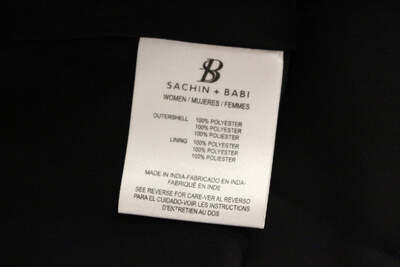 B
SACHIN + BABI
WOMEN / MUJERES / FEMMES
OUTERSHELL 100% POLYESTER
100% POLYESTER
100% POLIESTER
LINING 100% POLYESTER
100% POLYESTER
100% POLIESTER
MADE IN INDIA-FABRICADO EN INDIA-
FABRIQUÉ EN INDE
SEE REVERSE FOR CARE-VER AL REVERSO
PARA EL CUIDADO-VOIR LES INSTRUCTIONS
D'ENTRETIEN AU DOS